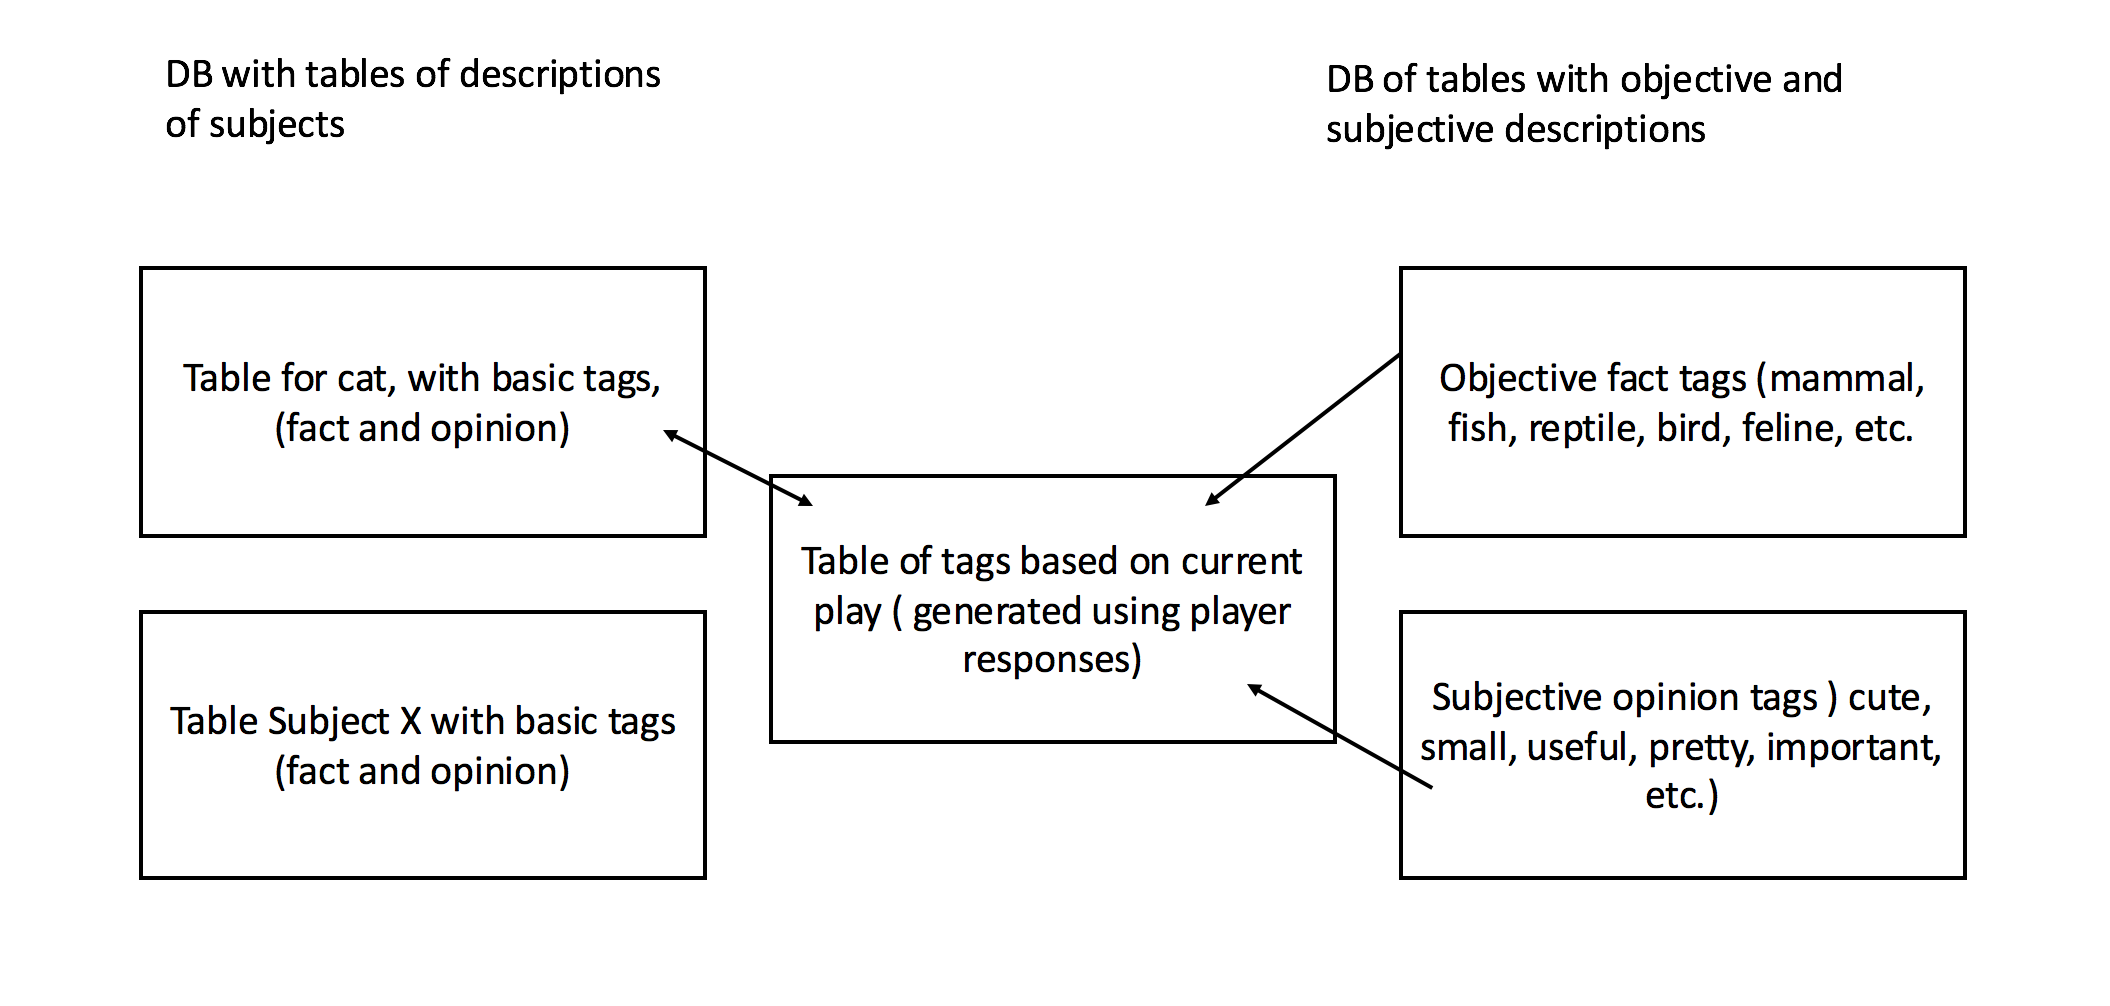 DB with tables of descriptions
of subjects
DB of tables with objective and
subjective descriptions
Table for cat, with basic tags,
(fact and opinion)
Objective fact tags (mammal,
fish, reptile, bird, feline, etc.
Table of tags based on current
play ( generated using player
responses)
Table Subject X with basic tags
(fact and opinion)
Subjective opinion tags ) cute,
small, useful, pretty, important,
etc.)